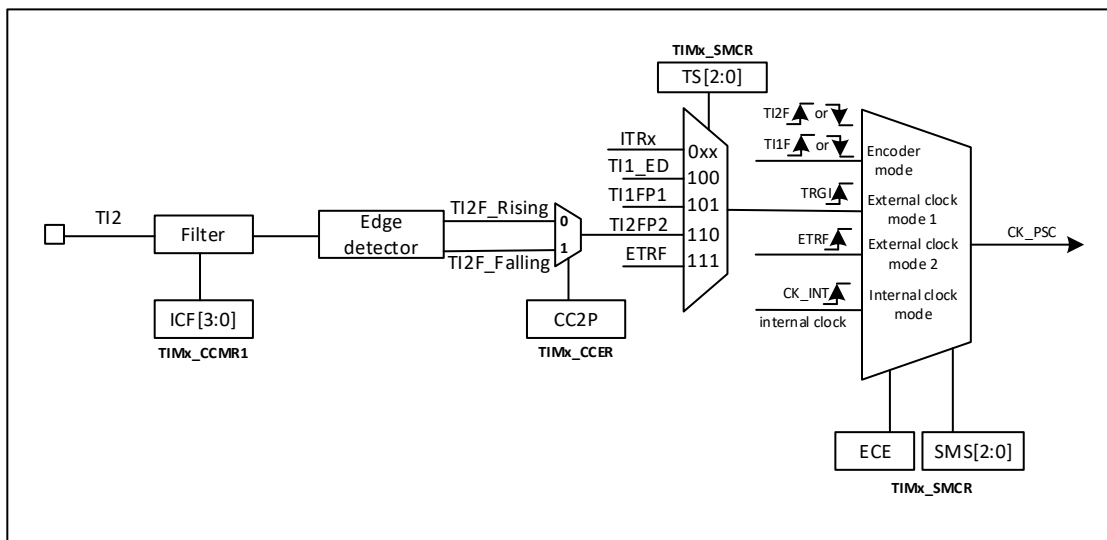 TIMx_SMCR
TS[2:0]
TI2F or
TI1F or
ITRx
0xx
Encoder
mode
TI1_ED
100
TRGI
TI1FP1
101
External clock
mode 1
TI2
Filter
Edge
detector
TI2F_Rising
0
TI2FP2
110
ETRF
External clock
mode 2
CK_PSC
1
TI2F_Falling
ETRF
111
CK_INT
Internal clock
mode
internal clock
ICF[3:0]
TIMx_CCMR1
CC2P
TIMx_CCER
ECE
SMS[2:0]
TIMx_SMCR